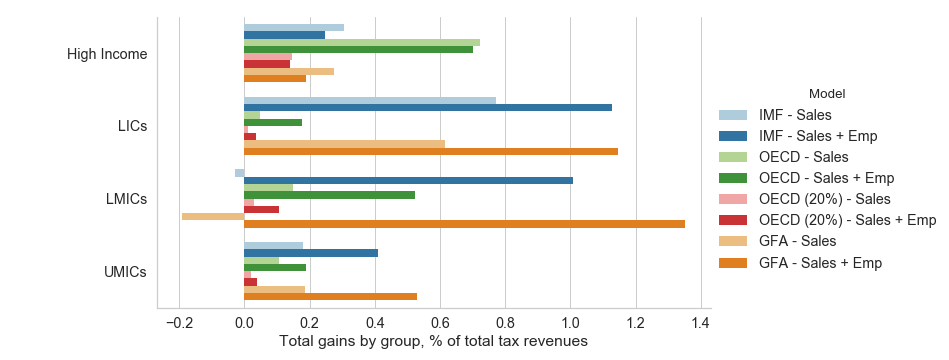 High Income
LICs
LMICs
UMICs
−0.2 0.0 0.2 0.4 0.6 0.8 1.0 1.2 1.4
Total gains by group, % of total tax revenues
Model
IMF - Sales
IMF - Sales + Emp
OECD - Sales
OECD - Sales + Emp
OECD (20%) - Sales
OECD (20%) - Sales + Emp
GFA - Sales
GFA - Sales + Emp